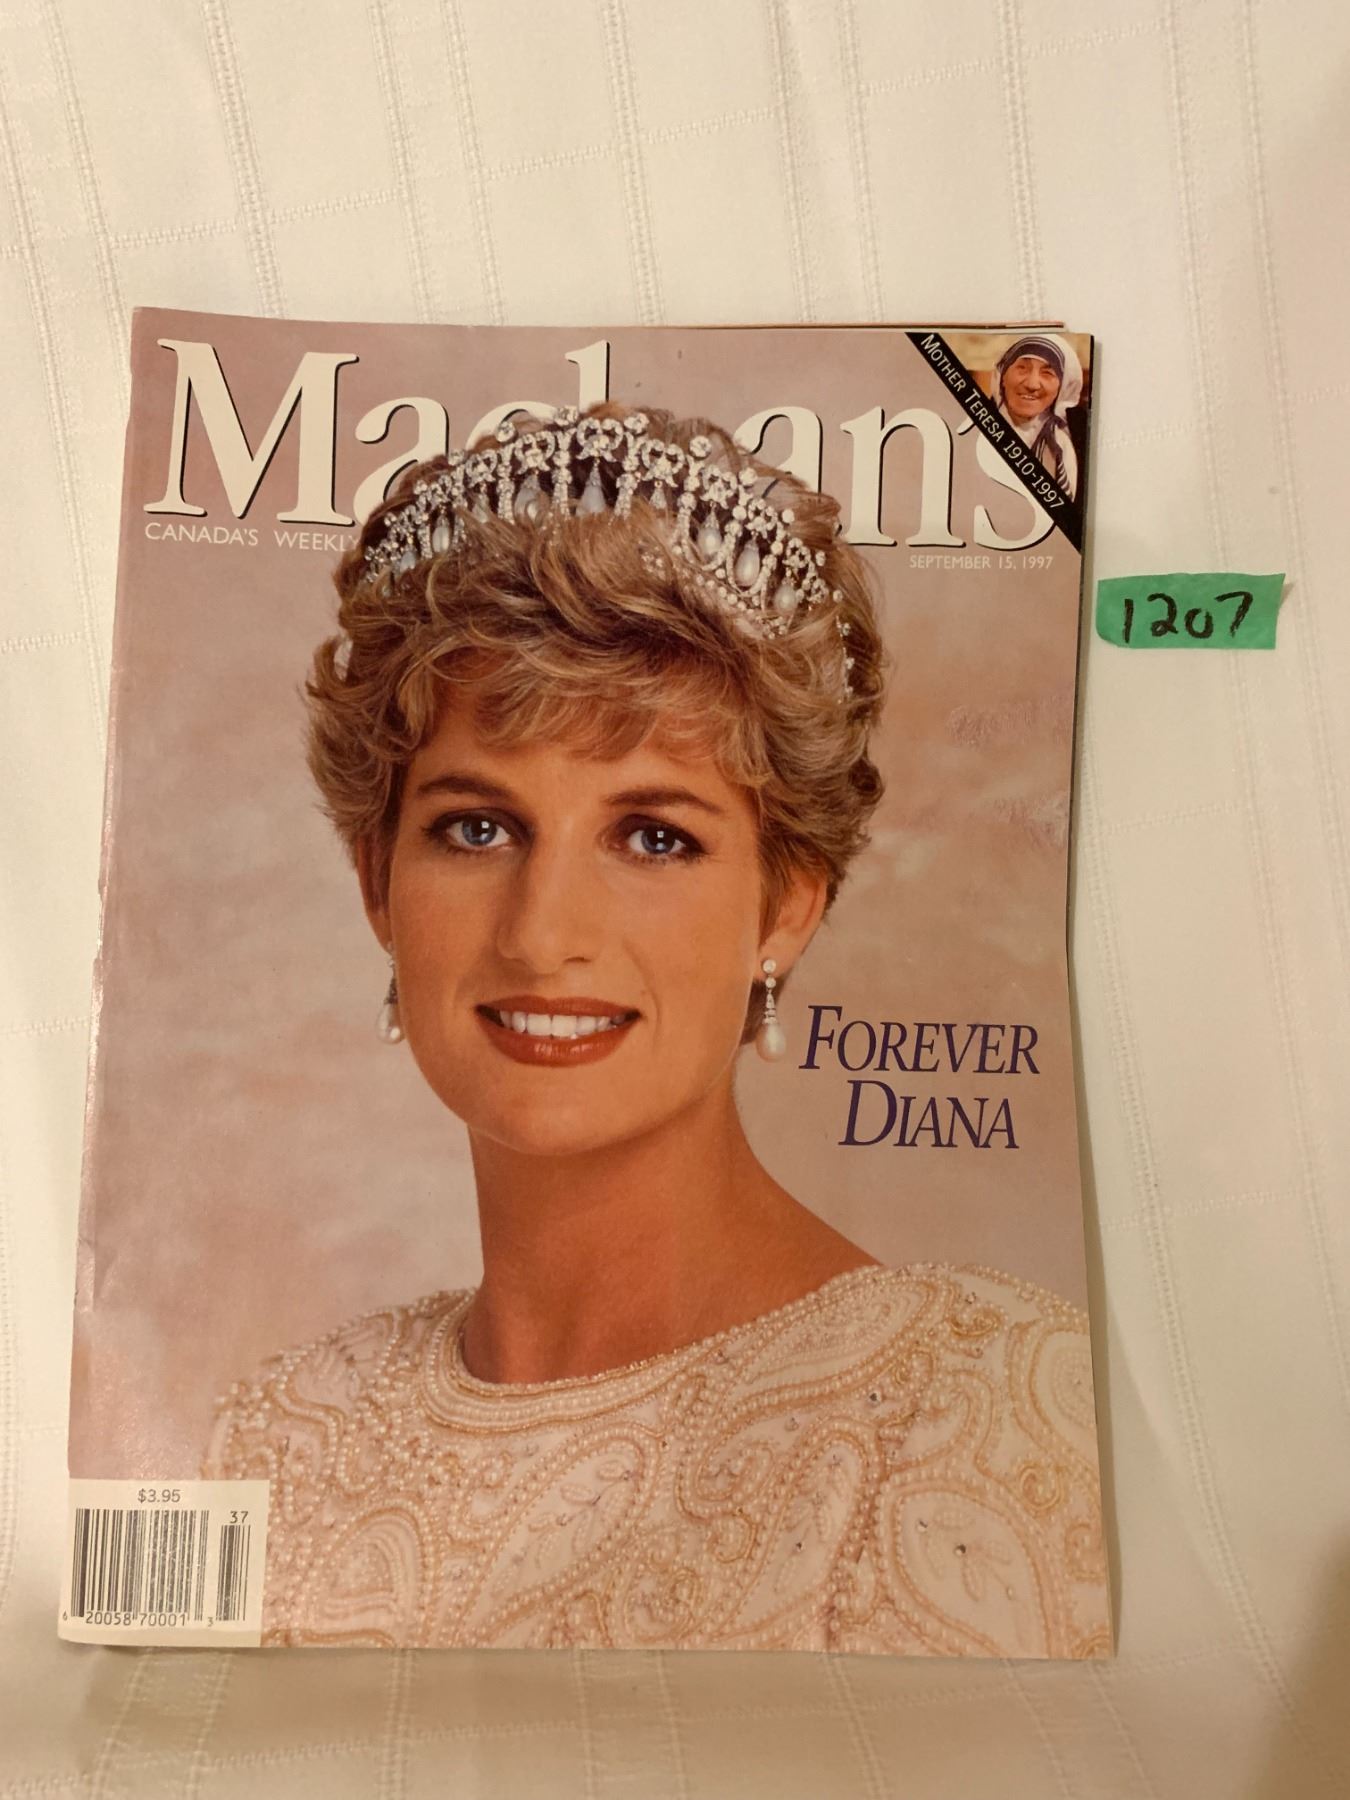 Maclean's
MOTHER TERESA 1910-1997
CANADA'S WEEKLY
SEPTEMBER 15, 1997
1207
FOREVER
DIANA
$3.95
37
6 20058 70001 3